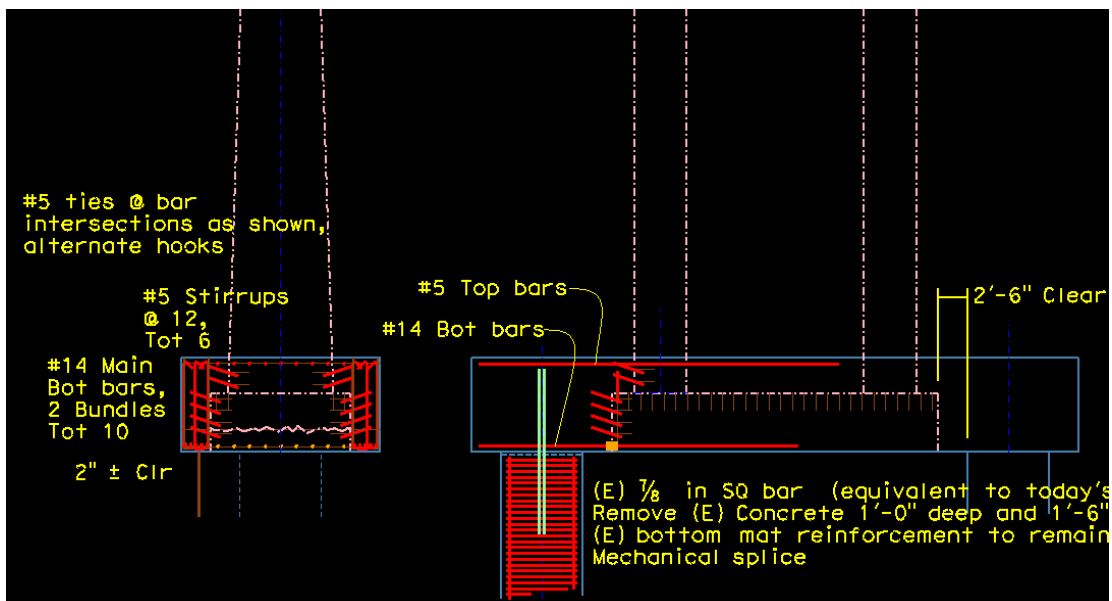 #5 ties @ bar
intersections as shown,
alternate hooks
#5 Stirrups
@ 12,
Tot 6
#14 Main
Bot bars,
2 Bundles
Tot 10
2" ± Clr
#5 Top bars
#14 Bot bars
2'-6" Clear
(E) ⅞ in SQ bar (equivalent to today's
Remove (E) Concrete 1'-0" deep and 1'-6"
(E) bottom mat reinforcement to remain
Mechanical splice